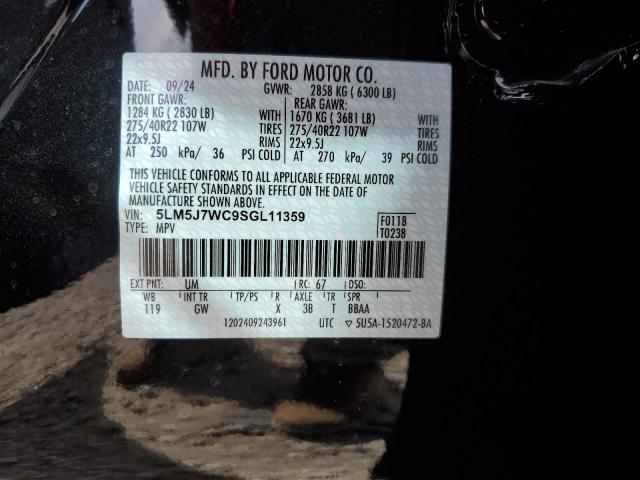 MFD. BY FORD MOTOR CO.
DATE: 09/24 GVWR: 2858 KG ( 6300 LB)
FRONT GAWR: REAR GAWR:
1284 KG ( 2830 LB) WITH 1670 KG ( 3681 LB) WITH
275/40R22 107W TIRES 275/40R22 107W TIRES
22x9.5J RIMS 22x9.5J RIMS
AT 250 kPa/ 36 PSI COLD AT 270 kPa/ 39 PSI COLD
THIS VEHICLE CONFORMS TO ALL APPLICABLE FEDERAL MOTOR
VEHICLE SAFETY STANDARDS IN EFFECT ON THE DATE OF
MANUFACTURE SHOWN ABOVE.
VIN: 5LM5J7WC9SGL11359 F0118
TYPE: MPV T0238
EXT PNT: UM RC: 67 DSO:
WB INT TR TP/PS R AXLE TR SPR
119 GW X 3B T BBAA
1202409243961 UTC ▽ 5U5A-1520472-BA